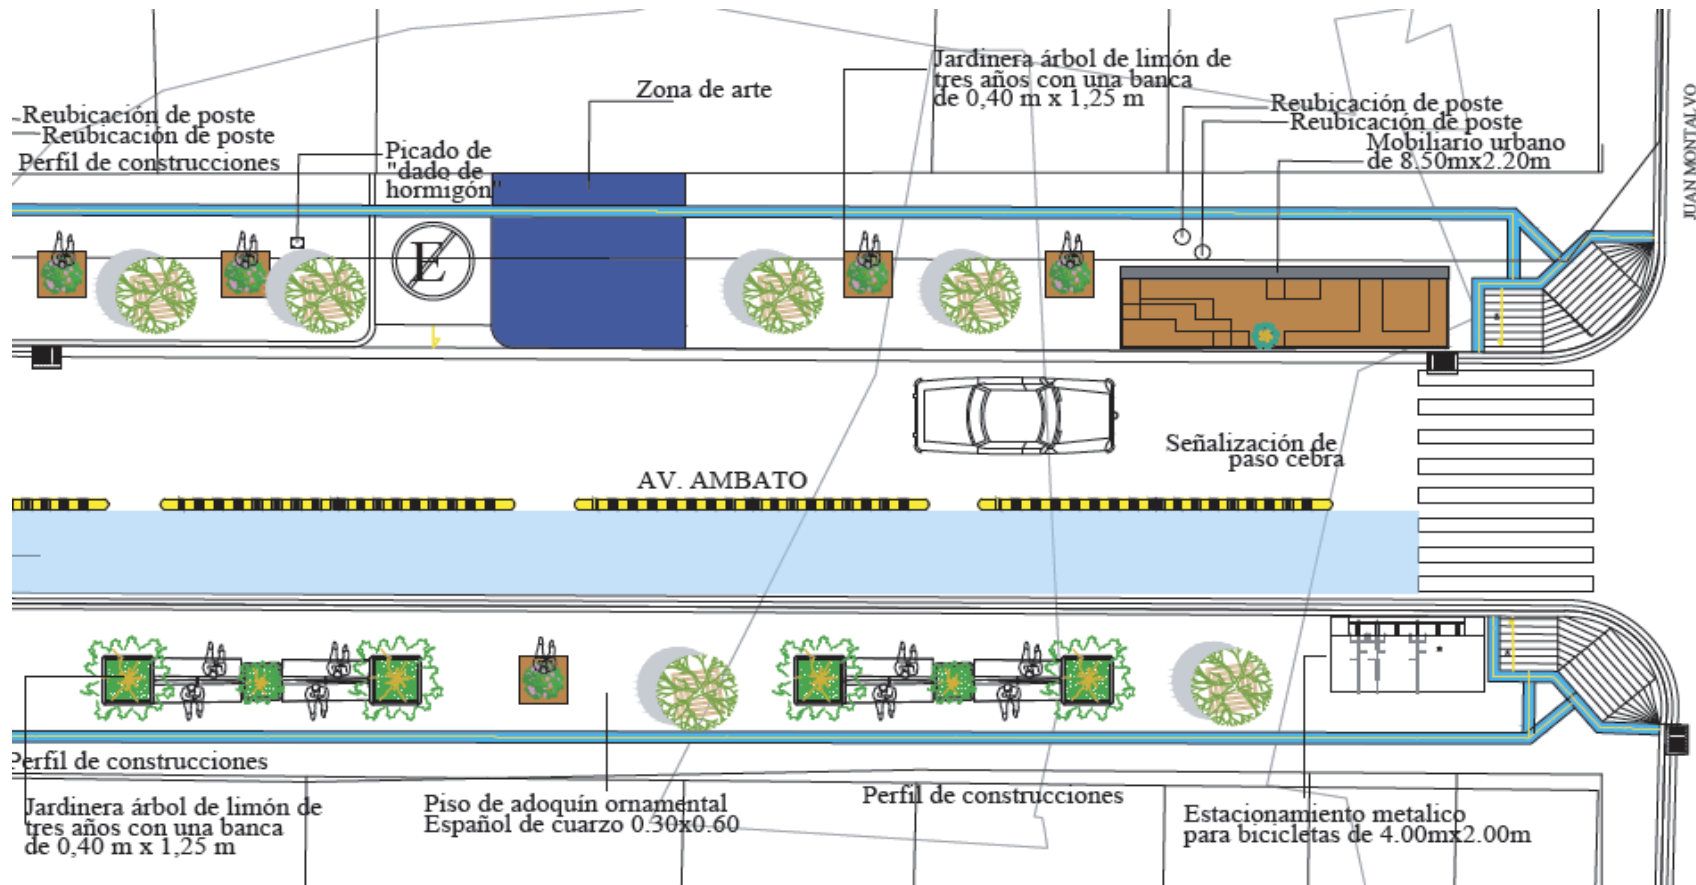 Jardinera árbol de limón de
tres años con una banca
de 0,40 m x 1,25 m
Zona de arte
Reubicación de poste
Reubicación de poste
Perfil de construcciones
Picado de
"dado de
hormigón"
Reubicación de poste
Reubicación de poste
Mobiliario urbano
de 8.50mx2.20m
JUAN MONTALVO
E
Señalización de
paso cebra
AV. AMBATO
Perfil de construcciones
Jardinera árbol de limón de
tres años con una banca
de 0,40 m x 1,25 m
Piso de adoquín ornamental
Español de cuarzo 0.30x0.60
Perfil de construcciones
Estacionamiento metalico
para bicicletas de 4.00mx2.00m